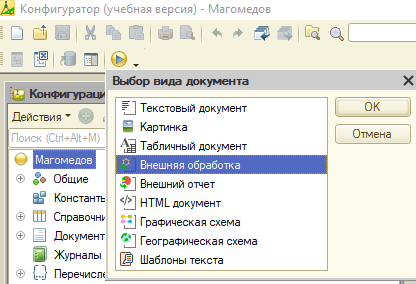 Конфигуратор (учебная версия) - Магомедов
Выбор вида документа
Текстовый документ
Картинка
Табличный документ
Внешняя обработка
Внешний отчет
HTML документ
Графическая схема
Географическая схема
Шаблоны текста
OK
Отмена
Конфигураци
Действия
Поиск (Ctrl+Alt+M)
Магомедов
Общие
Констант
Справочни
Документ
Журналы
Перечисле